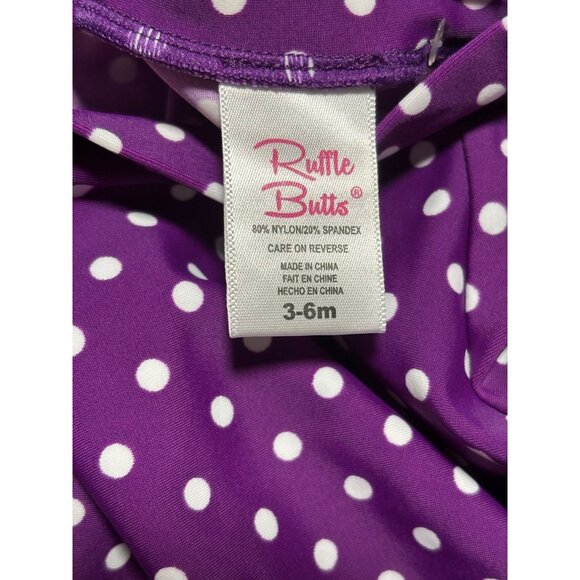 Ruffle
Butts®
80% NYLON/20% SPANDEX
CARE ON REVERSE
MADE IN CHINA
FAIT EN CHINE
HECHO EN CHINA
3-6m